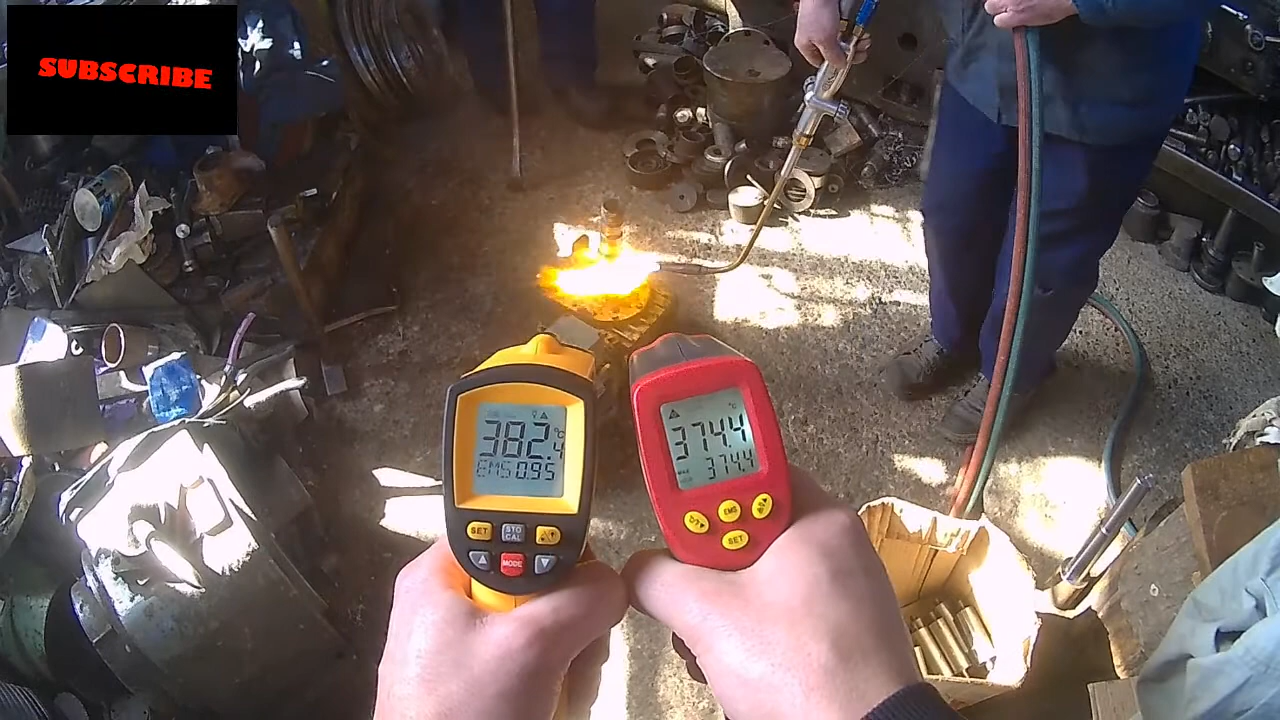 SUBSCRIBE
382.4
°C
EMS 0.95
SET
STO
CAL
MODE
°C
374.4
374.4
EMS
SET